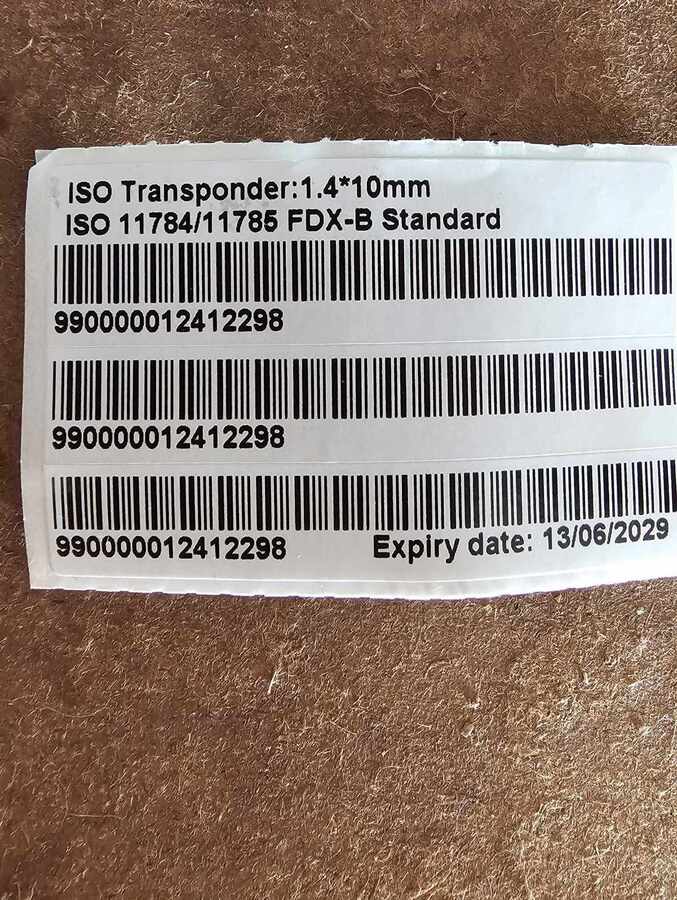 ISO Transponder:1.4*10mm
ISO 11784/11785 FDX-B Standard
990000012412298
990000012412298
990000012412298 Expiry date: 13/06/2029